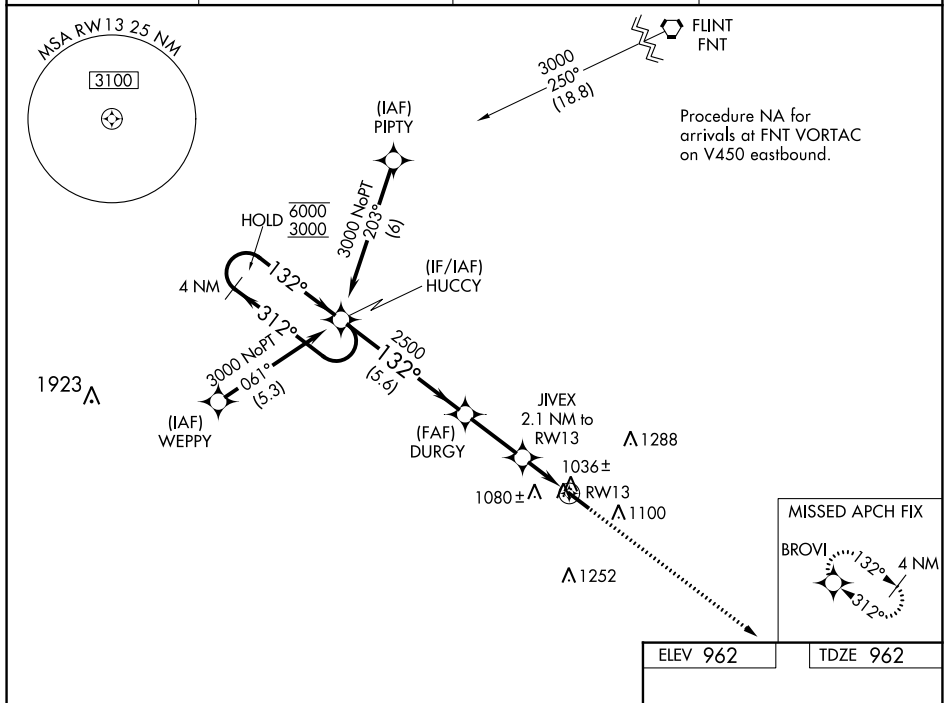 MSA RW13 25 NM
3100
FLINT
FNT
3000
250°
(18.8)
(IAF)
PIPTY
Procedure NA for
arrivals at FNT VORTAC
on V450 eastbound.
HOLD
6000
3000
3000 NoPT
203°
(6)
(IF/IAF)
HUCCY
4 NM
132°
312°
3000 NoPT
061°
(5.3)
2500
132°
(5.6)
1923
(IAF)
WEPPY
(FAF)
DURGY
JIVEX
2.1 NM to
RW13
1288
1036±
1080±
RW13
1100
1252
MISSED APCH FIX
BROVI
132°
4 NM
312°
ELEV 962
TDZE 962